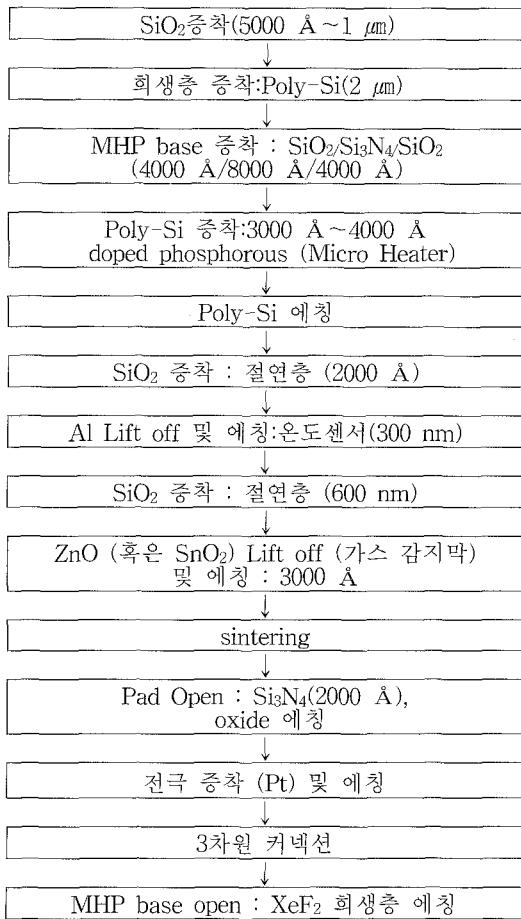 SiO₂증착(5000 Å~1 μm)
희생층 증착:Poly-Si(2 μm)
MHP base 증착 : SiO₂/Si₃N₄/SiO₂
(4000 Å/8000 Å/4000 Å)
Poly-Si 증착:3000 Å~4000 Å
doped phosphorous (Micro Heater)
Poly-Si 에칭
SiO₂ 증착 : 절연층 (2000 Å)
Al Lift off 및 에칭:온도센서(300 nm)
SiO₂ 증착 : 절연층 (600 nm)
ZnO (혹은 SnO₂) Lift off (가스 감지막)
및 에칭 : 3000 Å
sintering
Pad Open : Si₃N₄(2000 Å),
oxide 에칭
전극 증착 (Pt) 및 에칭
3차원 커넥션
MHP base open : XeF₂ 희생층 에칭